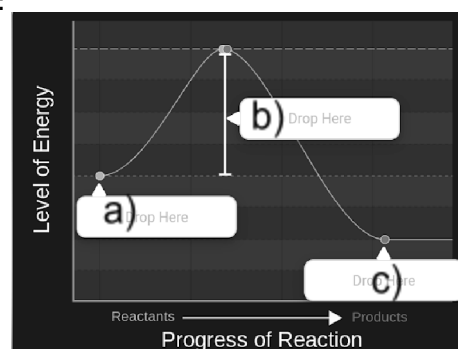 Level of Energy
b) Drop Here
a) Drop Here
c) Drop Here
Reactants
Products
Progress of Reaction